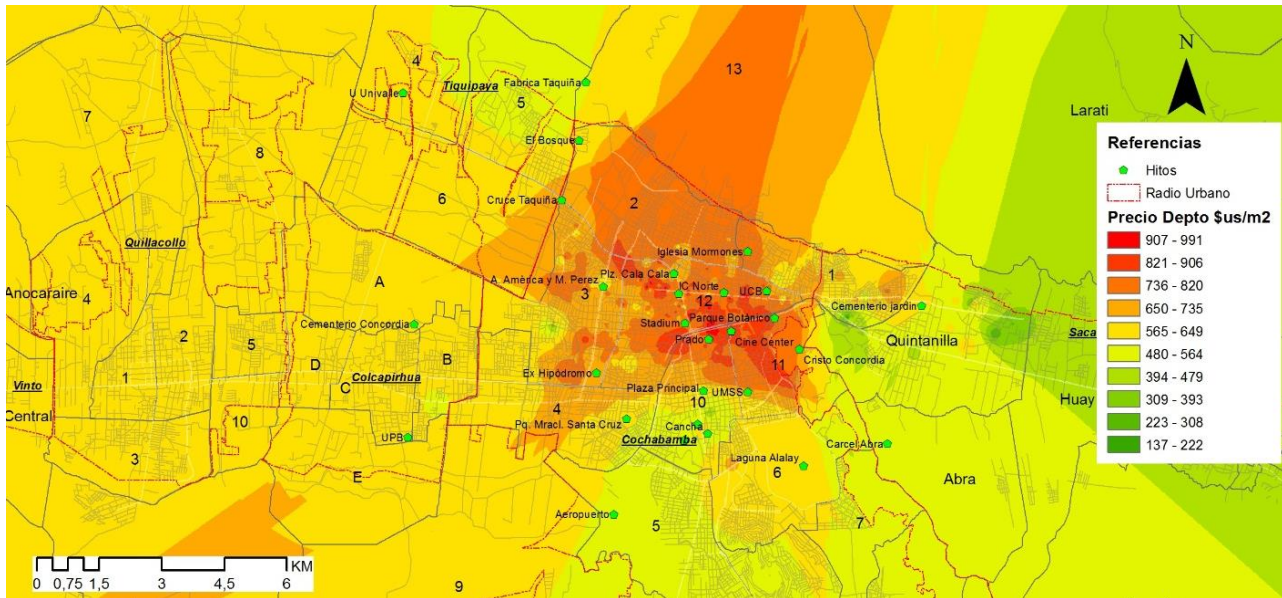 13
4
Tiquipaya
Fabrica Taquiña
5
U Univalle
N
Larati
7
8
El Bosque
6
Cruce Taquiña
2
Quillacollo
Iglesia Mormones
A
Anocaraire
4
A. Amèrica y M. Perez
Plz. Cala Cala
3
IC Norte
12
UCB
1
Cementerio jardin
Cementerio Concordia
Stadium
Parque Botánico
Prado
Cine Center
Quintanilla
Saca
2
5
D
B
Cristo Concordia
1
C
Colcapirhua
Ex Hipódromo
11
Vinto
Central
Plaza Principal
UMSS
Huay
10
4
10
Pq. Mracl. Santa Cruz
Cancha
UPB
Cochabamba
Carcel Abra
3
E
Laguna Alalay
6
Abra
Aeropuerto
5
7
9
Referencias
Hitos
Radio Urbano
Precio Depto $us/m2
907 - 991
821 - 906
736 - 820
650 - 735
565 - 649
480 - 564
394 - 479
309 - 393
223 - 308
137 - 222
KM
0 0,75 1,5 3 4,5 6